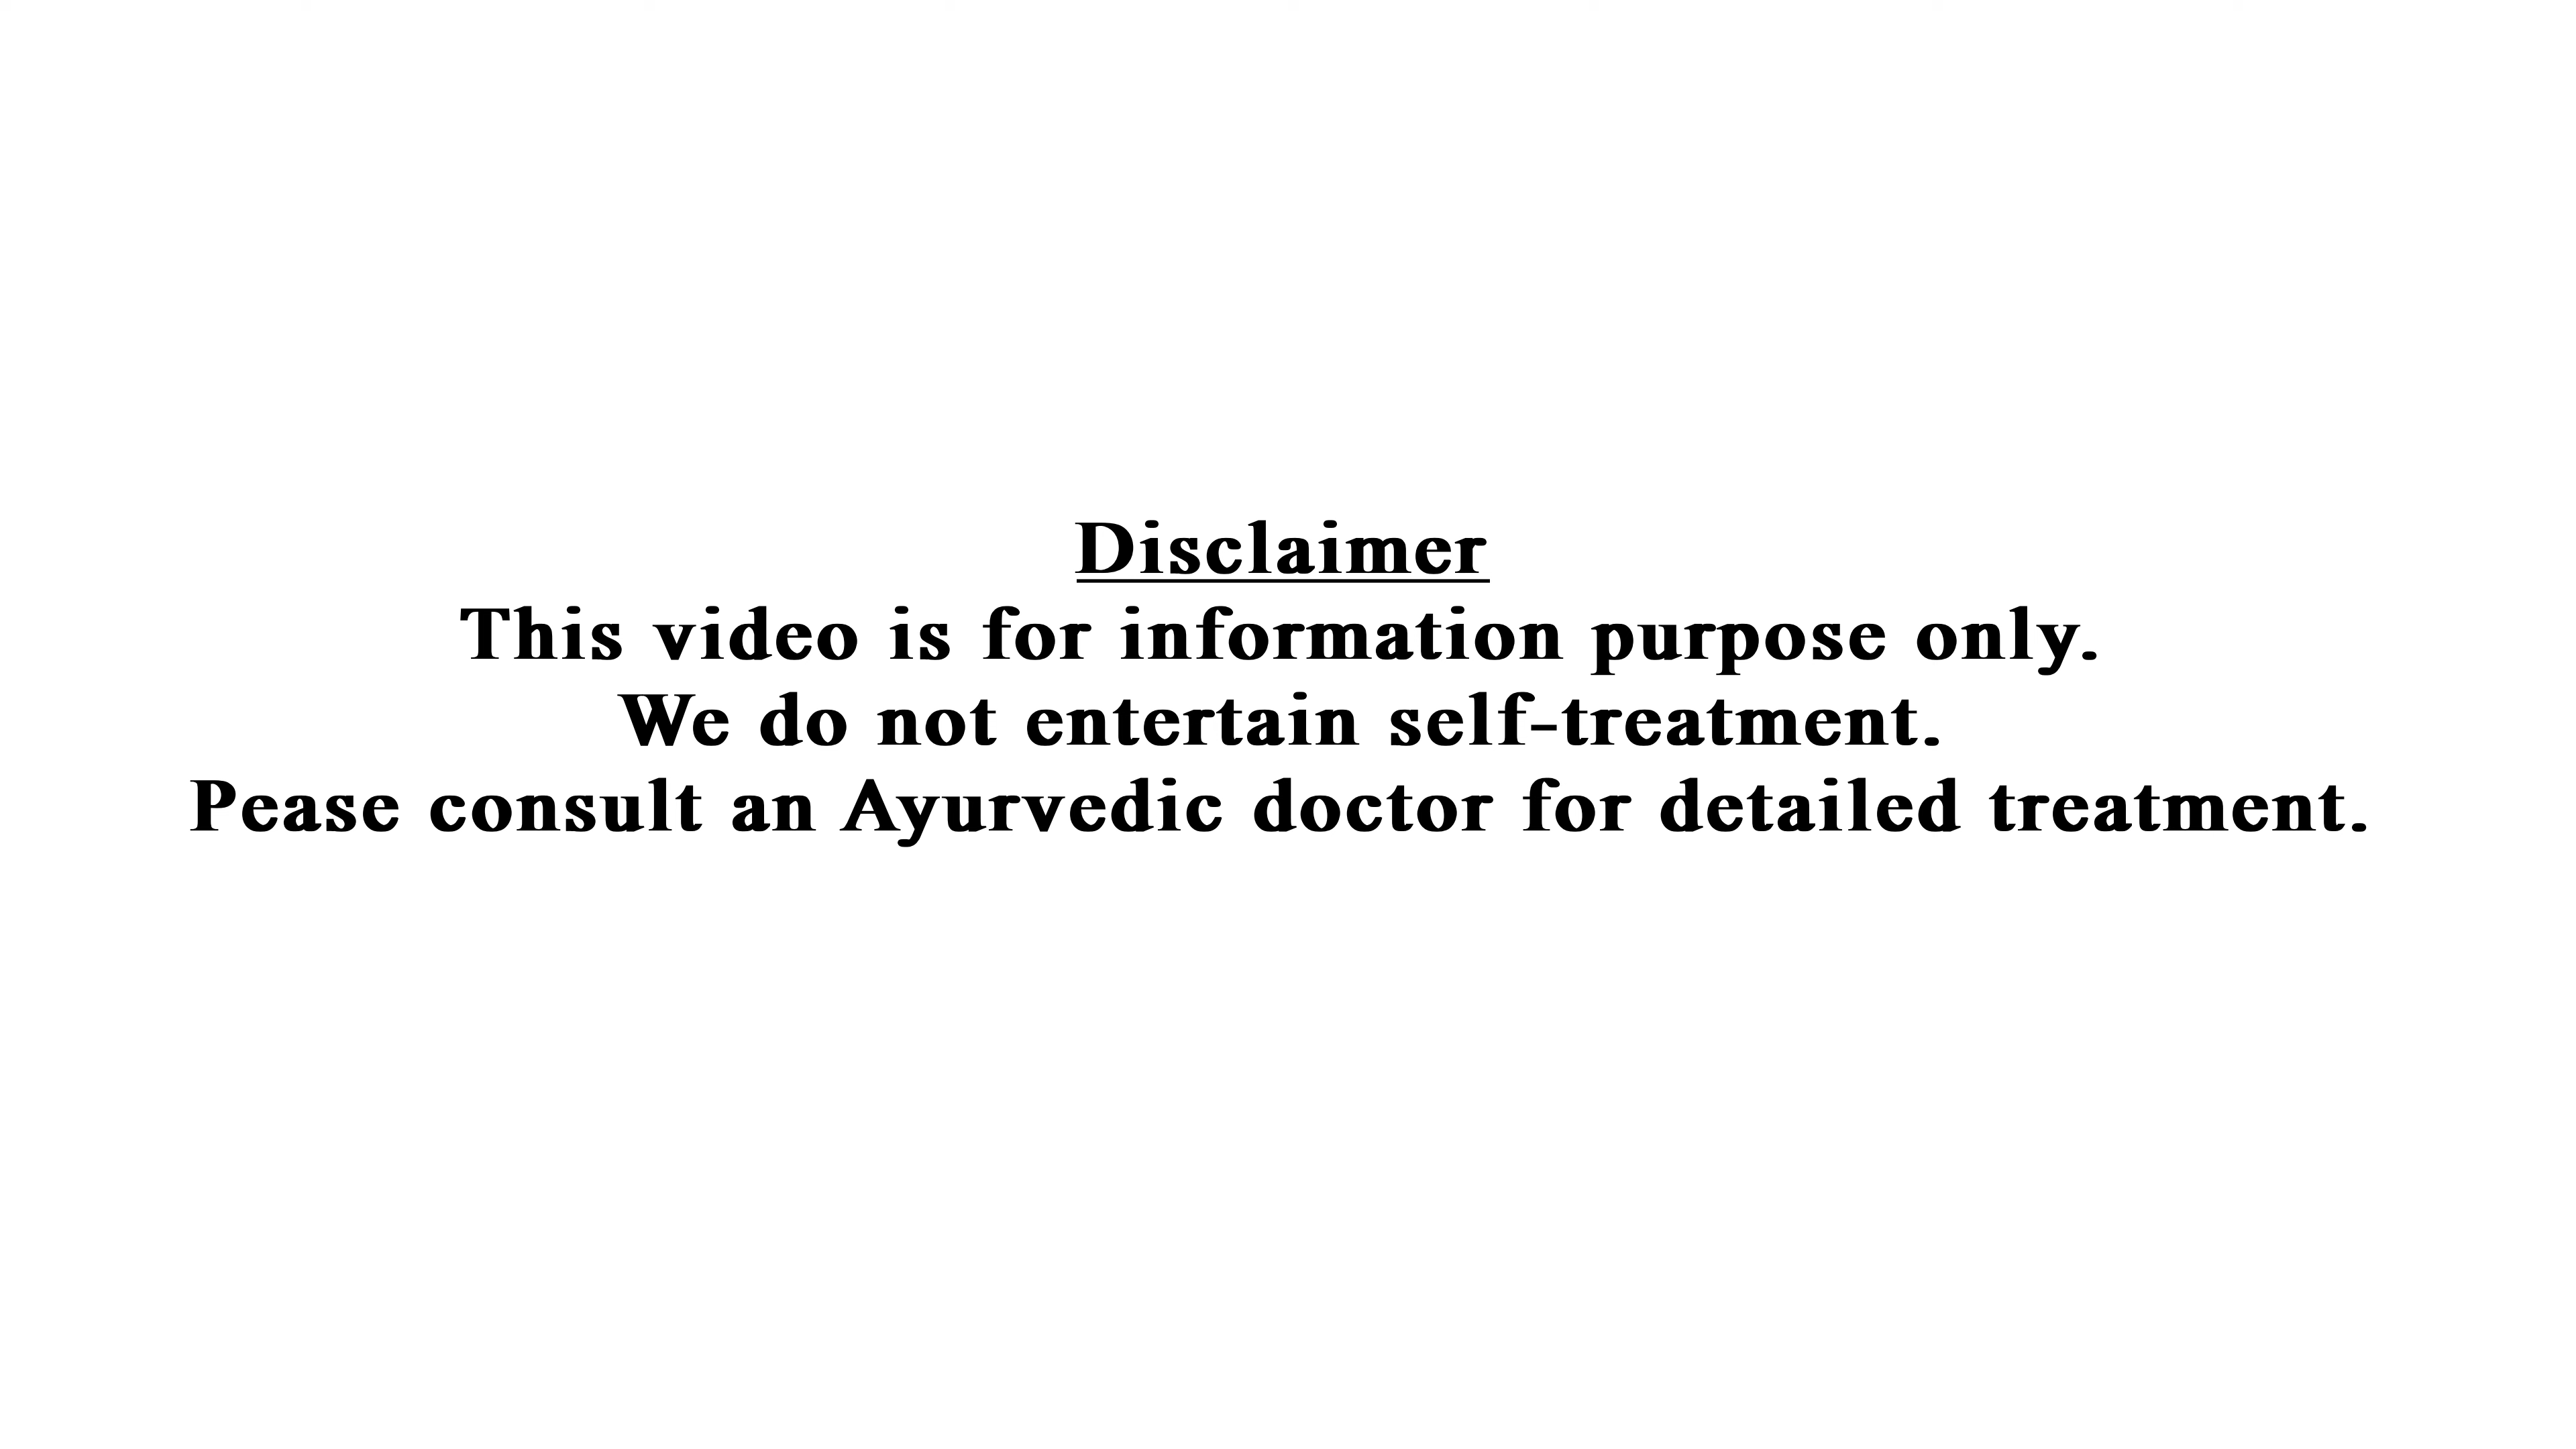 Disclaimer
This video is for information purpose only.
We do not entertain self-treatment.
Pease consult an Ayurvedic doctor for detailed treatment.